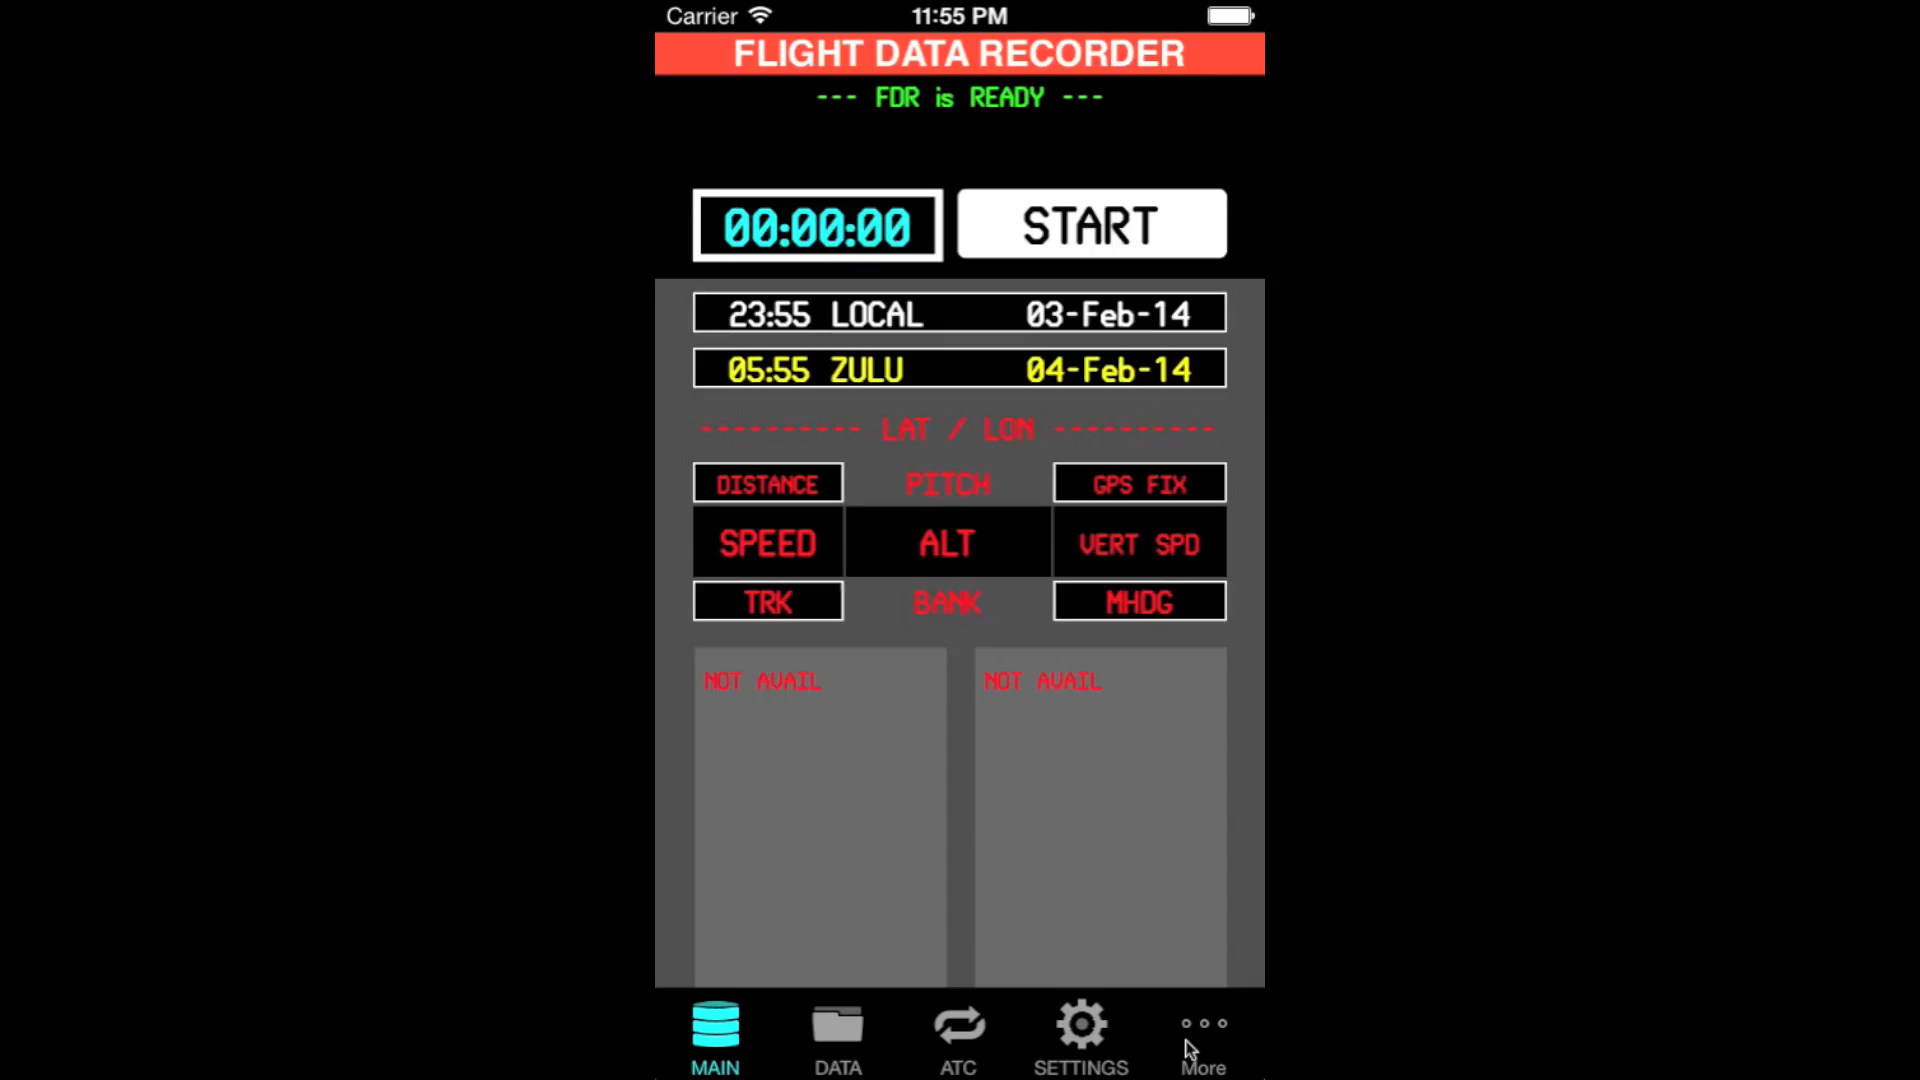 Carrier 11:55 PM
FLIGHT DATA RECORDER
--- FDR is READY ---
00:00:00 START
23:55 LOCAL 03-Feb-14
05:55 ZULU 04-Feb-14
---------- LAT / LON ----------
DISTANCE PITCH GPS FIX
SPEED ALT VERT SPD
TRK BANK MHDG
NOT AVAIL NOT AVAIL
MAIN DATA ATC SETTINGS More